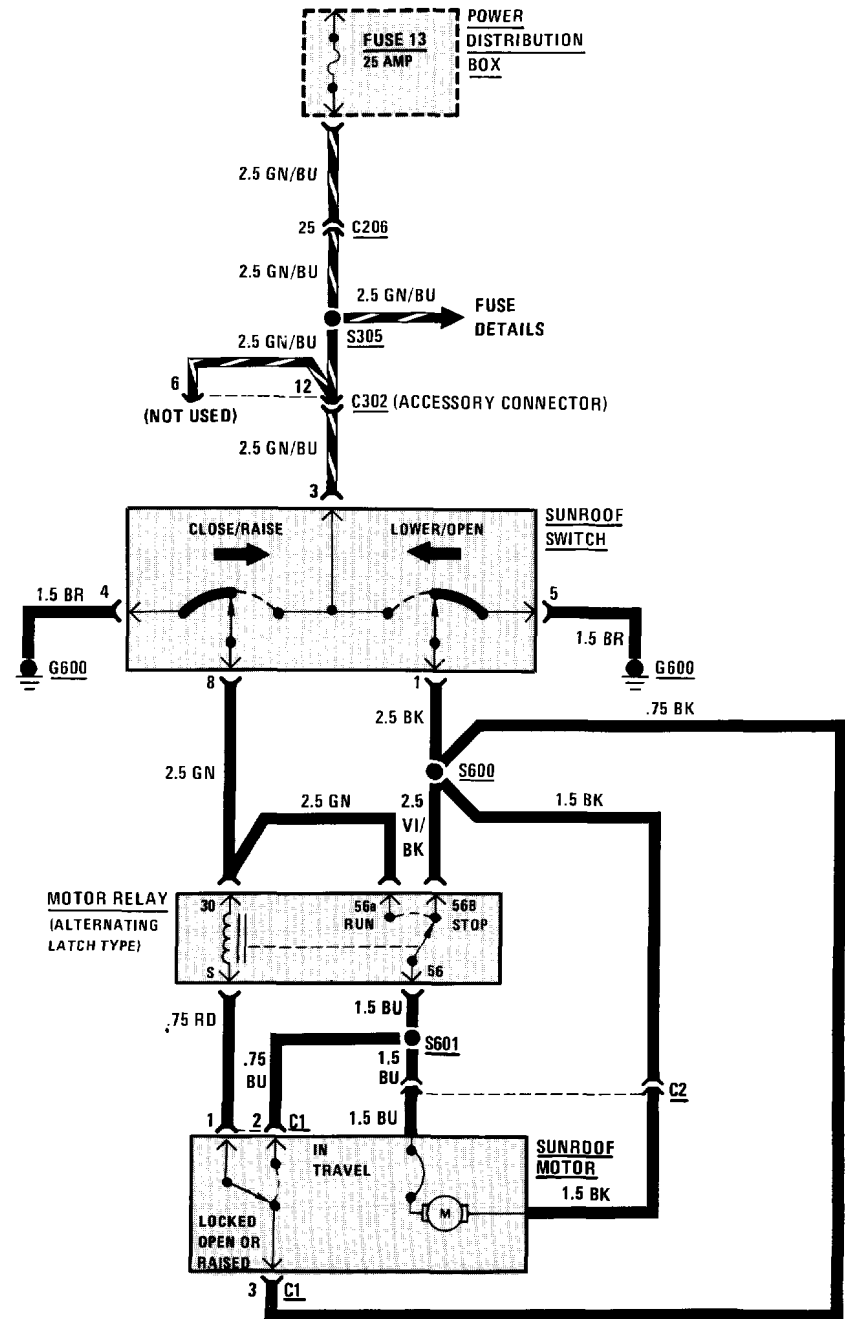 POWER
DISTRIBUTION
BOX
FUSE 13
25 AMP
2.5 GN/BU
25 C206
2.5 GN/BU
2.5 GN/BU
FUSE
DETAILS
S305
2.5 GN/BU
6
12
(NOT USED)
C302 (ACCESSORY CONNECTOR)
2.5 GN/BU
3
SUNROOF
SWITCH
CLOSE/RAISE
LOWER/OPEN
1.5 BR
4
5
1.5 BR
G600
G600
8
1
2.5 BK
.75 BK
2.5 GN
S600
2.5 GN
2.5
VI/
BK
1.5 BK
MOTOR RELAY
(ALTERNATING
LATCH TYPE)
30
56a
56B
RUN
STOP
S
56
.75 RD
1.5 BU
S601
.75
BU
1.5
BU
C2
1
2
C1
1.5 BU
IN
TRAVEL
SUNROOF
MOTOR
1.5 BK
M
LOCKED
OPEN OR
RAISED
3
C1